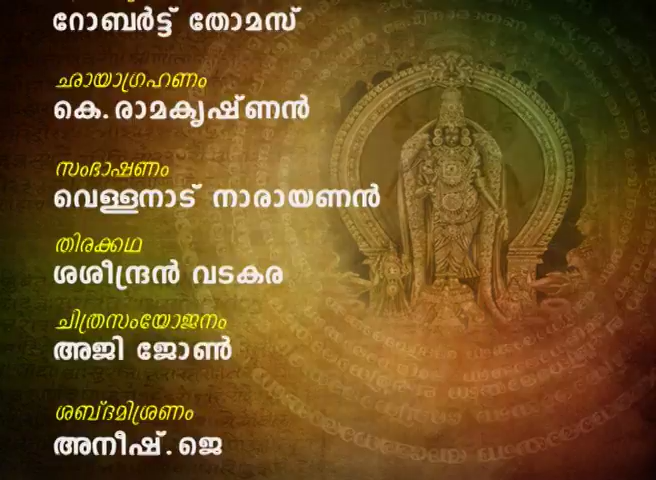 റോബർട്ട് തോമസ്
ഛായാഗ്രഹണം
കെ.രാമകൃഷ്ണൻ
സംഭാഷണം
വെള്ളനാട് നാരായണൻ
തിരക്കഥ
ശശീന്ദ്രൻ വടകര
ചിത്രസംയോജനം
അജി ജോൺ
ശബ്ദമിശ്രണം
അനീഷ്.ജെ